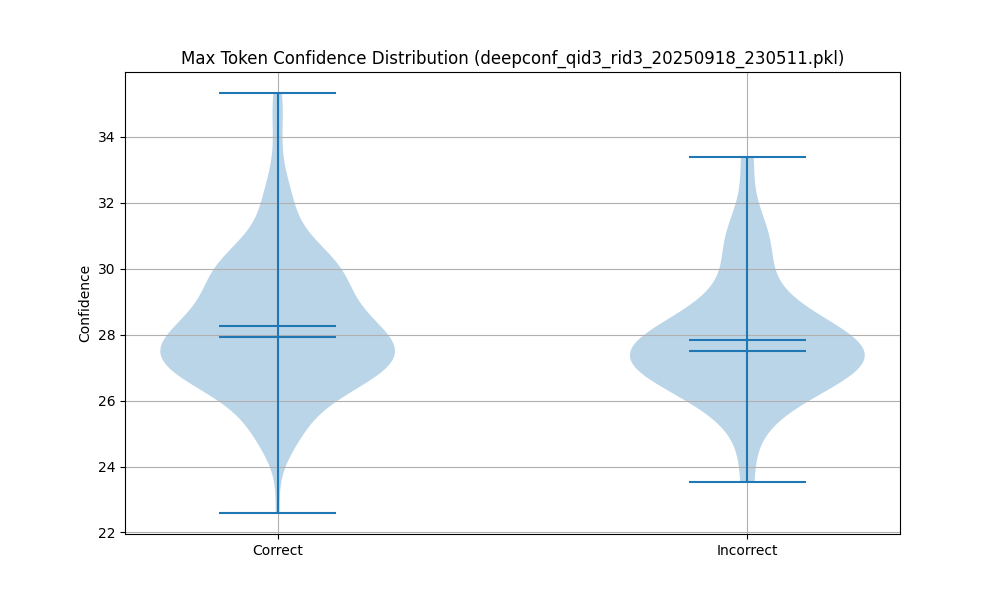 Max Token Confidence Distribution (deepconf_qid3_rid3_20250918_230511.pkl)
Confidence
34
32
30
28
26
24
22
Correct Incorrect